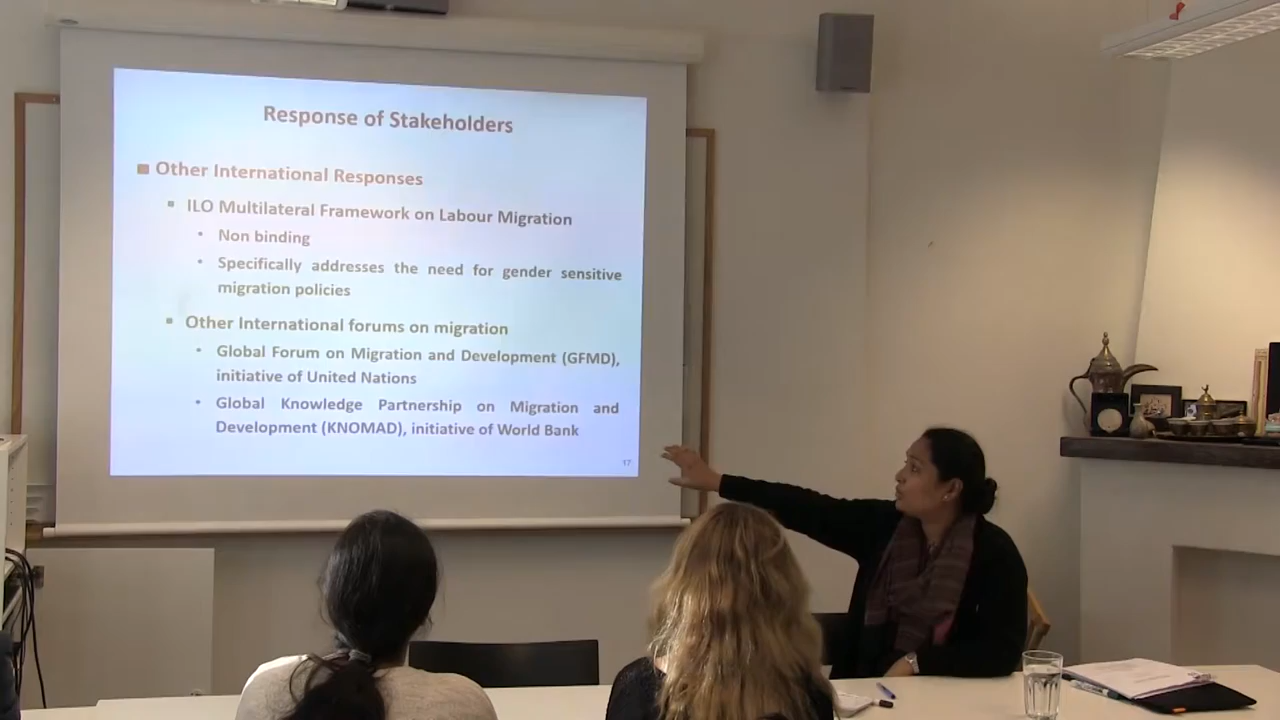 Response of Stakeholders
Other International Responses
ILO Multilateral Framework on Labour Migration
Non binding
Specifically addresses the need for gender sensitive
migration policies
Other International forums on migration
Global Forum on Migration and Development (GFMD),
initiative of United Nations
Global Knowledge Partnership on Migration and
Development (KNOMAD), initiative of World Bank
17